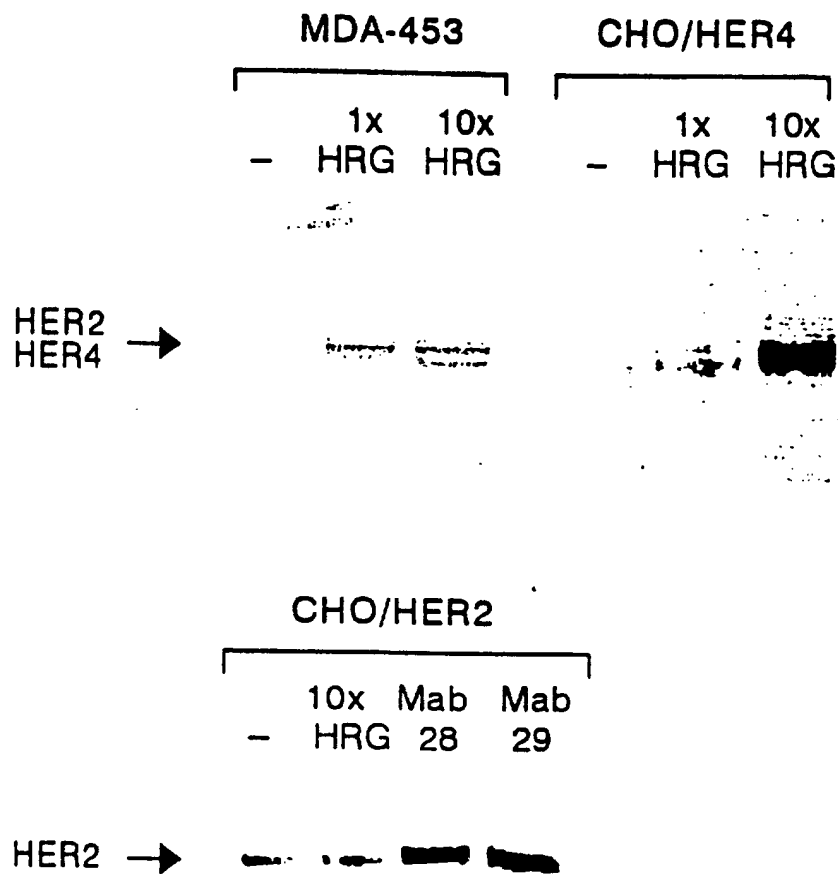 MDA-453 CHO/HER4
1x 10x 1x 10x
– HRG HRG – HRG HRG
HER2
HER4
CHO/HER2
10x Mab Mab
– HRG 28 29
HER2